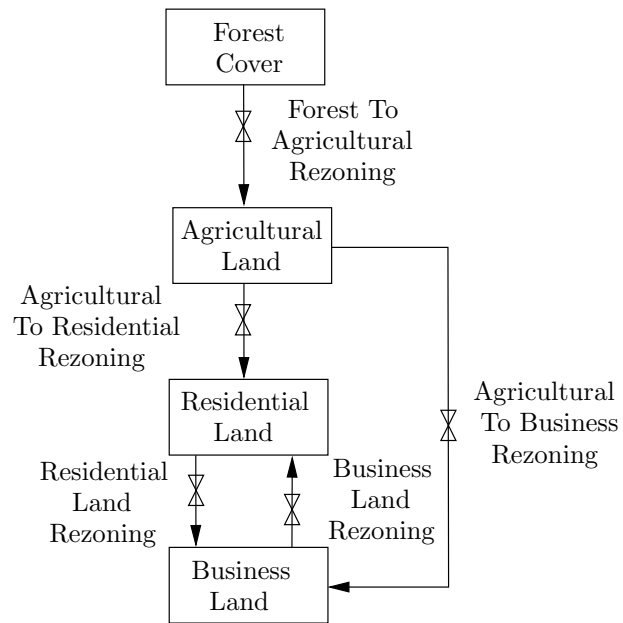 Forest
Cover
Forest To
Agricultural
Rezoning
Agricultural
Land
Agricultural
To Residential
Rezoning
Residential
Land
Agricultural
To Business
Rezoning
Residential
Land
Rezoning
Business
Land
Rezoning
Business
Land